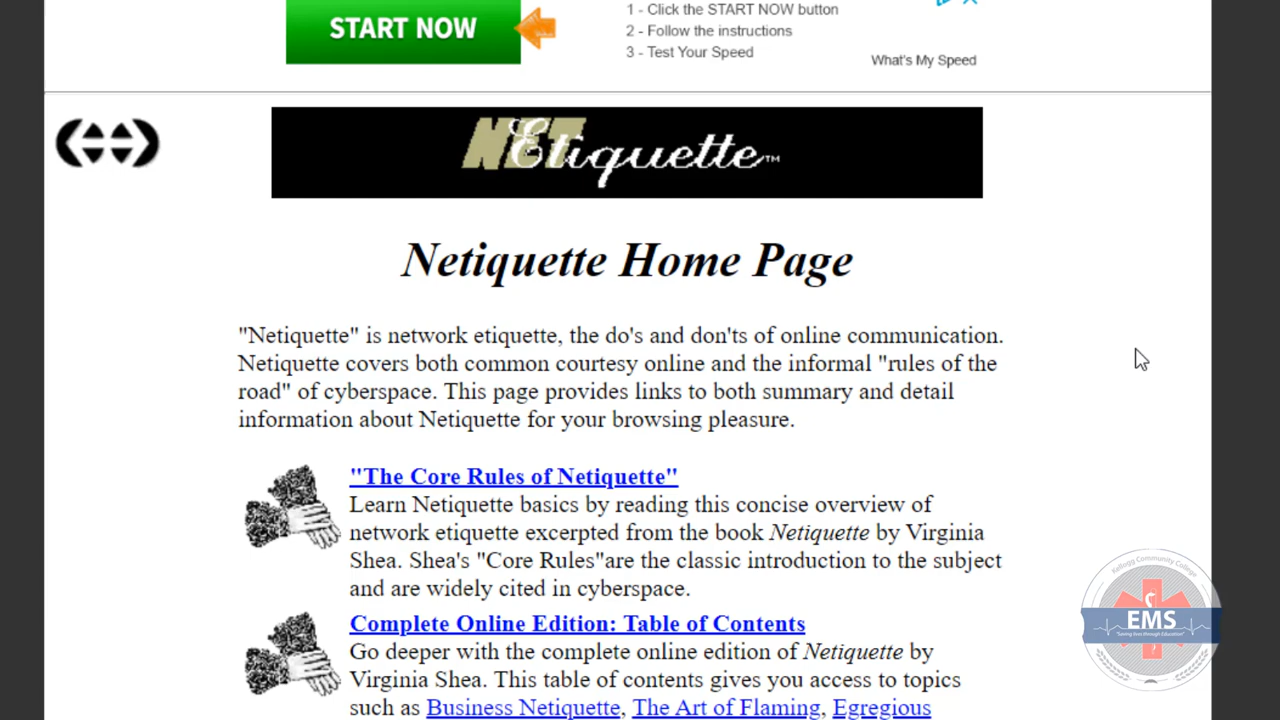 START NOW
1 - Click the START NOW button
2 - Follow the instructions
3 - Test Your Speed
What's My Speed
NETiquette™
Netiquette Home Page
"Netiquette" is network etiquette, the do's and don'ts of online communication.
Netiquette covers both common courtesy online and the informal "rules of the
road" of cyberspace. This page provides links to both summary and detail
information about Netiquette for your browsing pleasure.
"The Core Rules of Netiquette"
Learn Netiquette basics by reading this concise overview of
network etiquette excerpted from the book Netiquette by Virginia
Shea. Shea's "Core Rules"are the classic introduction to the subject
and are widely cited in cyberspace.
Complete Online Edition: Table of Contents
Go deeper with the complete online edition of Netiquette by
Virginia Shea. This table of contents gives you access to topics
such as Business Netiquette, The Art of Flaming, Egregious
Kellogg Community College
EMS
"Saving lives through Education"